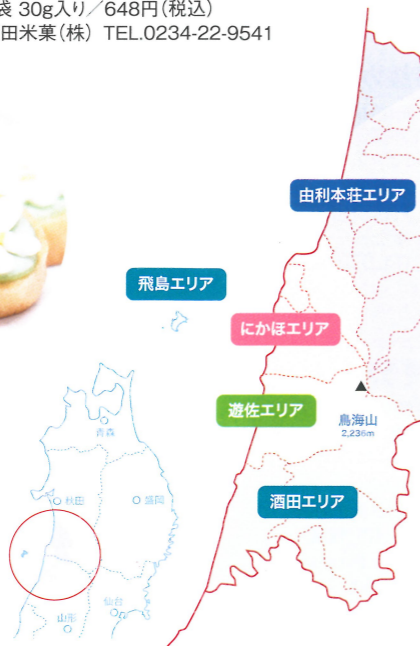 袋 30g入り／648円（税込）
田米菓（株） TEL.0234-22-9541
由利本荘エリア
飛島エリア
にかほエリア
遊佐エリア
鳥海山
2,236m
酒田エリア
青森
秋田
盛岡
仙台
山形